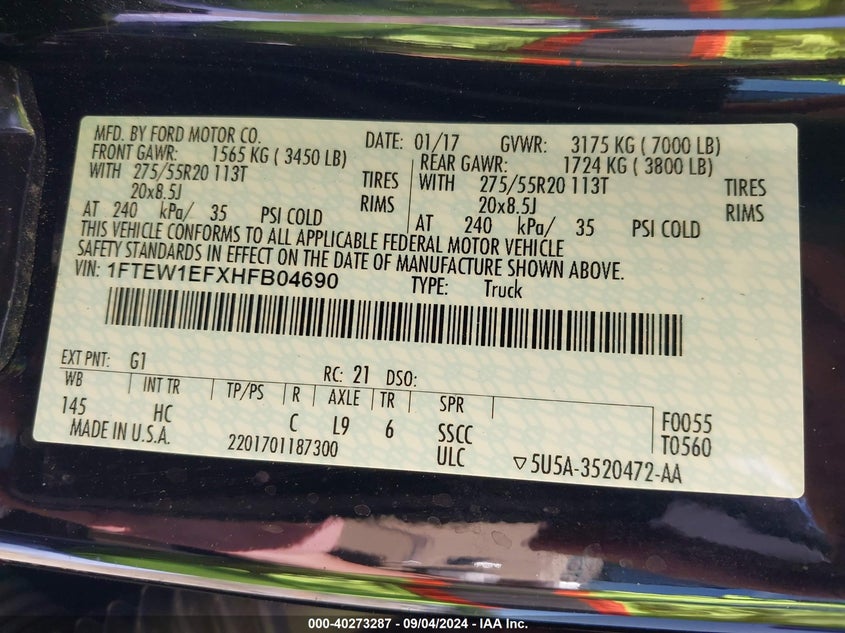 MFD. BY FORD MOTOR CO. DATE: 01/17 GVWR: 3175 KG ( 7000 LB)
FRONT GAWR: 1565 KG ( 3450 LB) REAR GAWR: 1724 KG ( 3800 LB)
WITH 275/55R20 113T TIRES WITH 275/55R20 113T TIRES
20x8.5J RIMS 20x8.5J RIMS
AT 240 kPa/ 35 PSI COLD AT 240 kPa/ 35 PSI COLD
THIS VEHICLE CONFORMS TO ALL APPLICABLE FEDERAL MOTOR VEHICLE
SAFETY STANDARDS IN EFFECT ON THE DATE OF MANUFACTURE SHOWN ABOVE.
VIN: 1FTEW1EFXHFB04690 TYPE: Truck
EXT PNT: G1 RC: 21 DSO:
WB INT TR TP/PS R AXLE TR SPR
145 HC C L9 6 SSCC F0055
MADE IN U.S.A. 2201701187300 ULC T0560
▽5U5A-3520472-AA
000-40273287 - 09/04/2024 - IAA Inc.